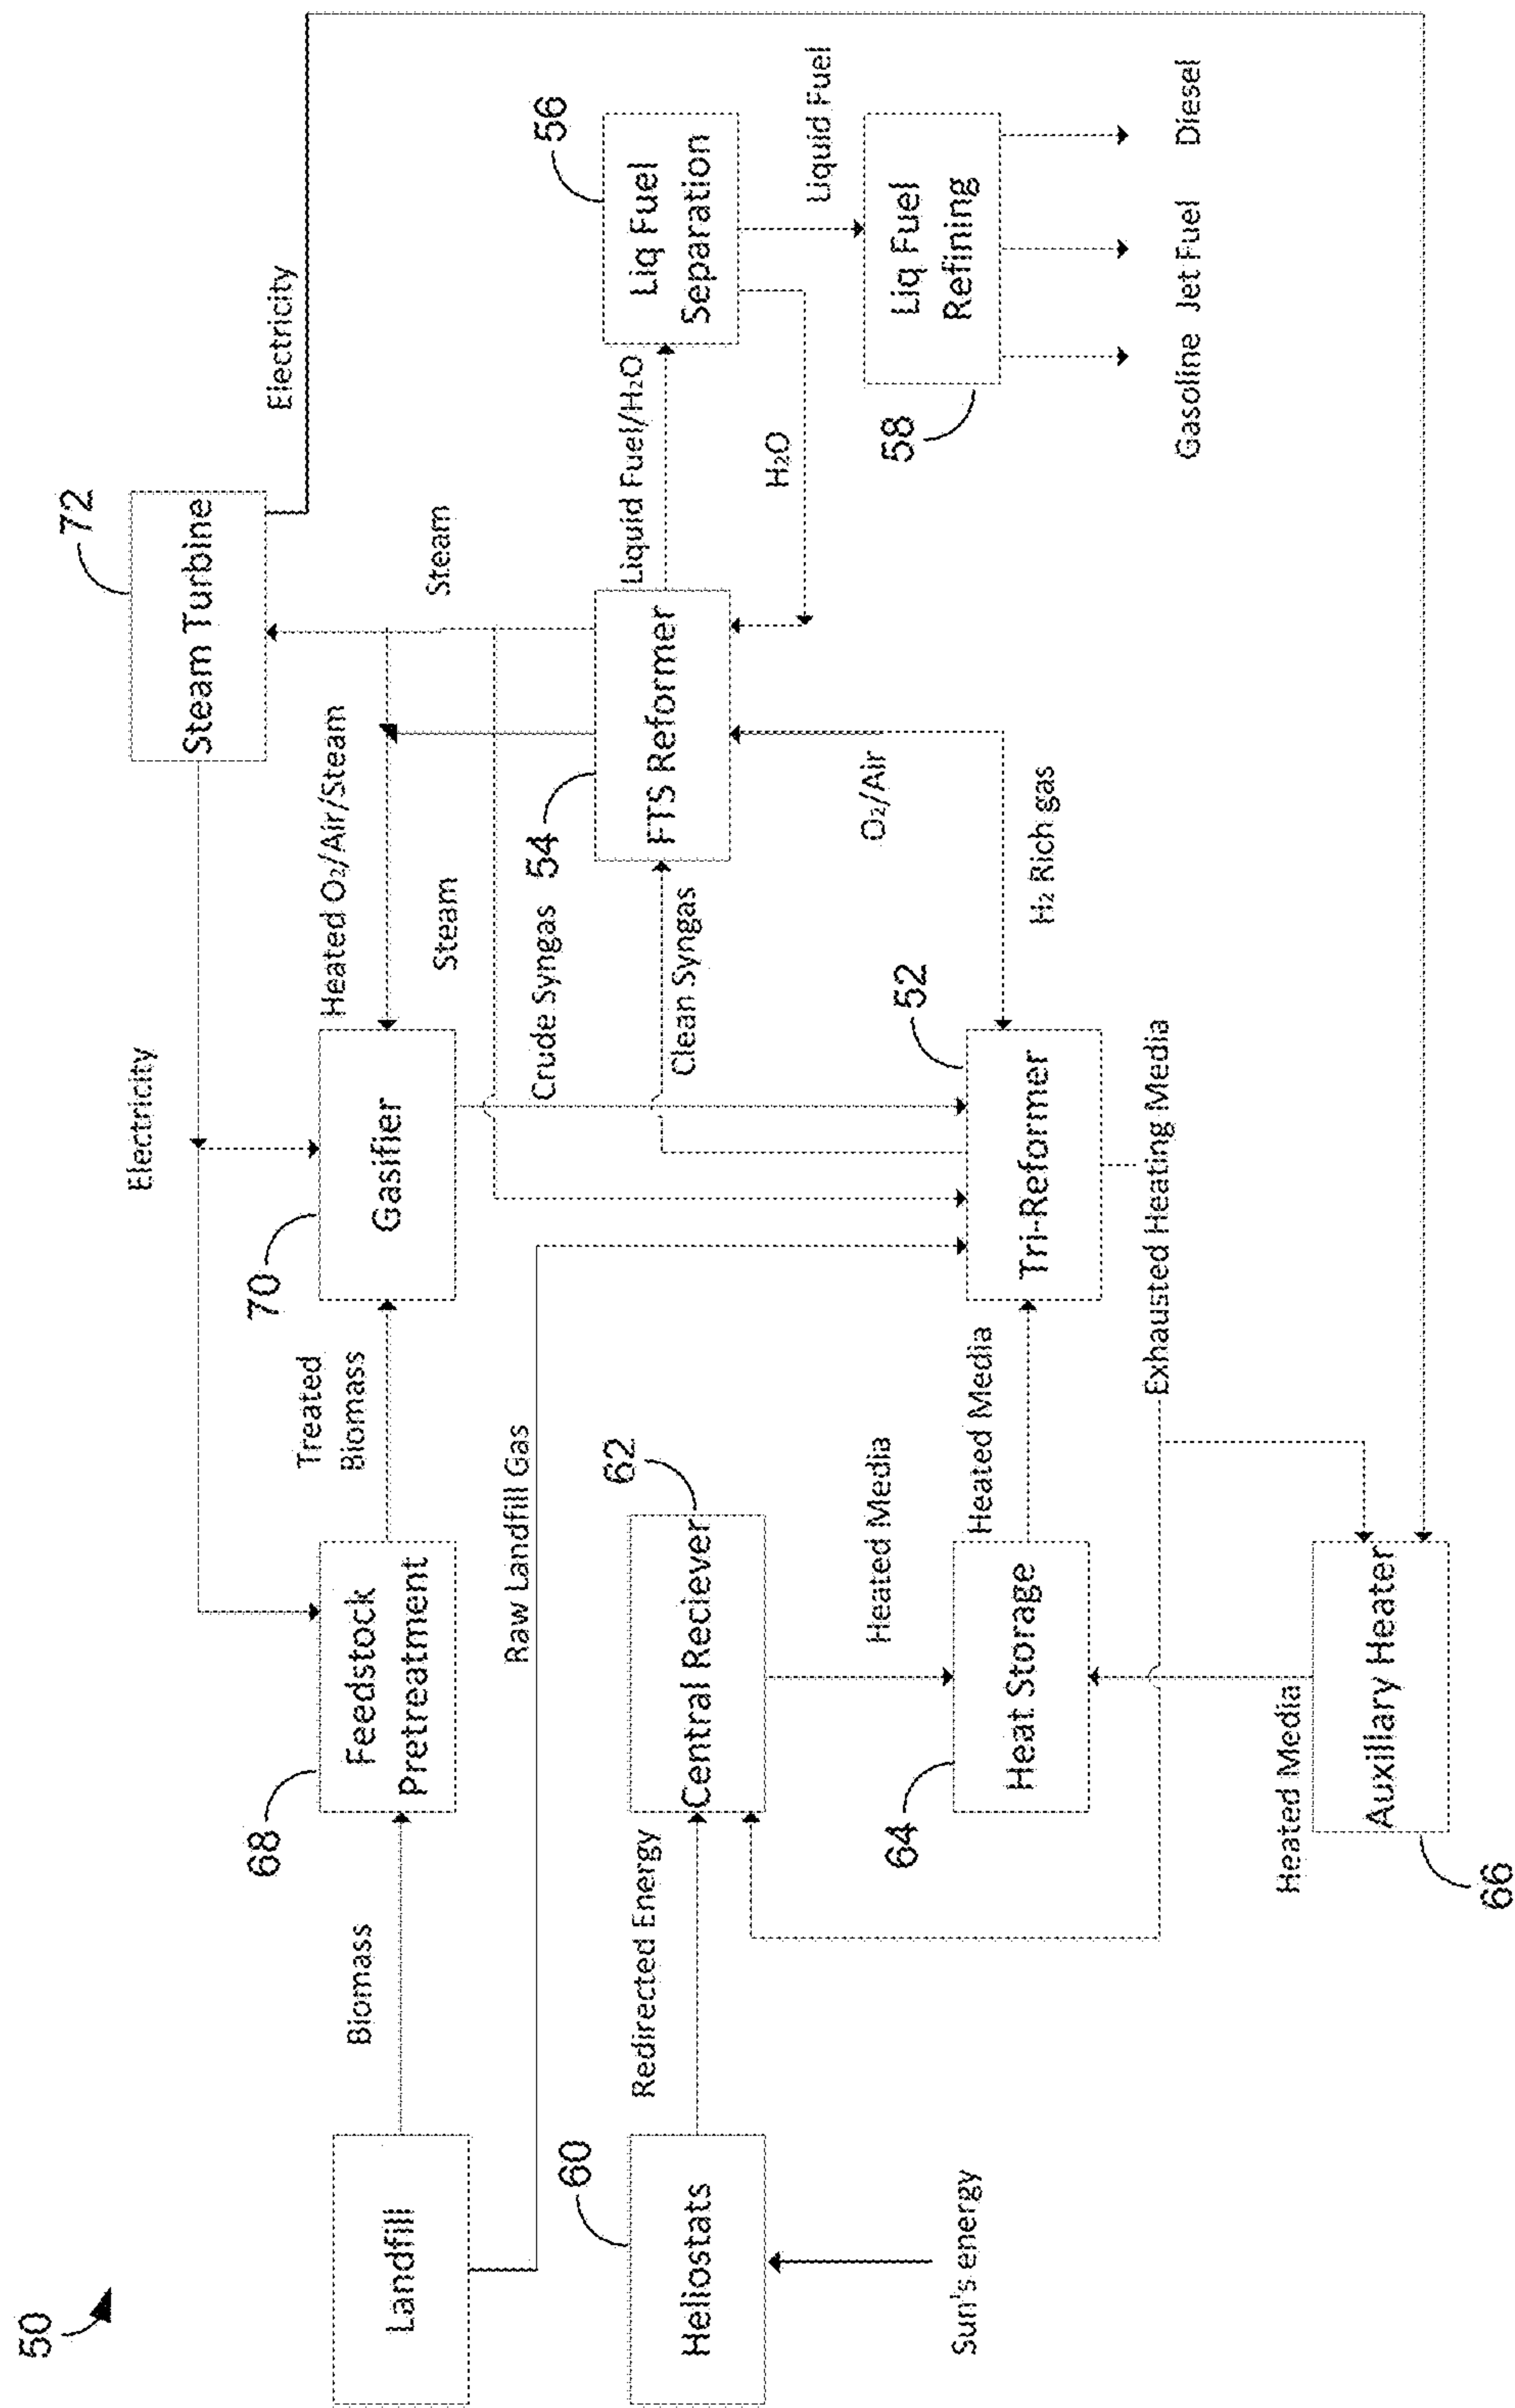 50
72
Steam Turbine
Electricity
Electricity
68
Feedstock
Pretreatment
70
Gasifier
Landfill
Biomass
Treated
Biomass
Heated O₂/Air/Steam
Steam
Steam
Raw Landfill Gas
Crude Syngas
54
FTS Reformer
Liquid Fuel/H₂O
56
Liq Fuel
Separation
60
Heliostats
Redirected Energy
62
Central Reciever
Clean Syngas
H₂O
Liquid Fuel
Sun's energy
Heated Media
O₂/Air
58
Liq Fuel
Refining
64
Heat Storage
Heated Media
52
Tri-Reformer
H₂ Rich gas
Exhausted Heating Media
Gasoline
Jet Fuel
Diesel
Heated Media
Auxillary Heater
66